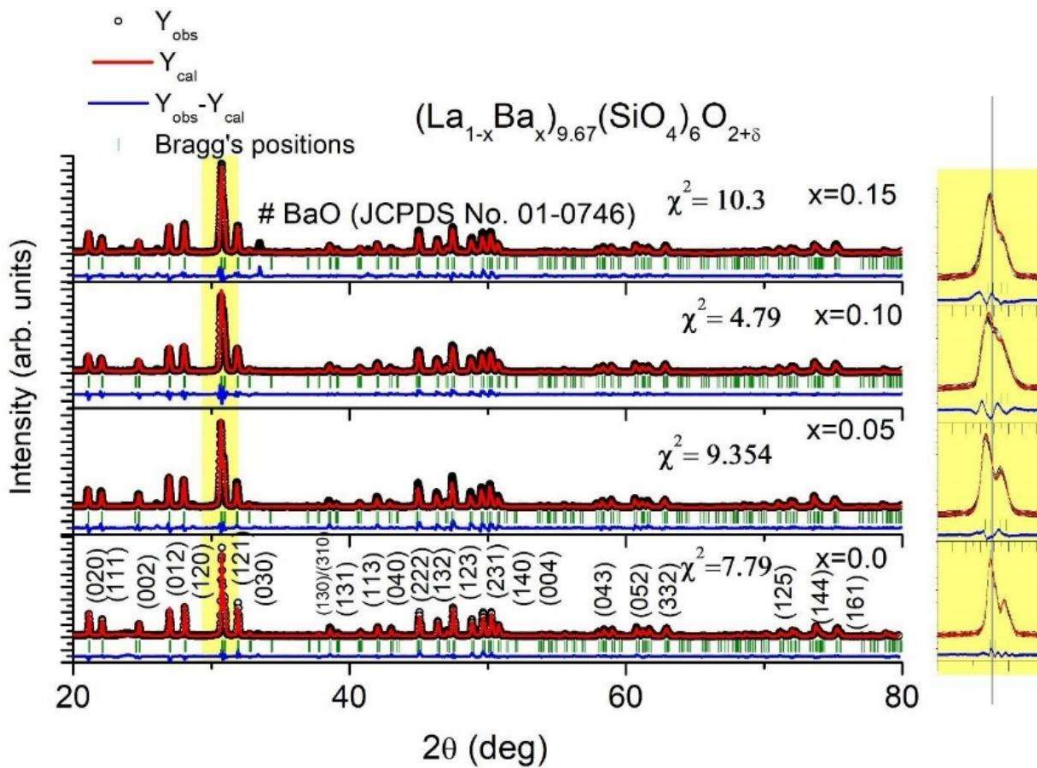 Y_obs
Y_cal
Y_obs-Y_cal
Bragg's positions
(La_1-xBa_x)_9.67(SiO_4)_6O_2+δ
# BaO (JCPDS No. 01-0746)
χ² = 10.3
x=0.15
χ² = 4.79
x=0.10
χ² = 9.354
x=0.05
χ² = 7.79
x=0.0
(020)
(111)
(002)
(012)
(120)
(121)
(030)
(130)/(310)
(131)
(113)
(040)
(222)
(132)
(123)
(231)
(140)
(004)
(043)
(052)
(332)
(125)
(144)
(161)
Intensity (arb. units)
20 40 60 80
2θ (deg)